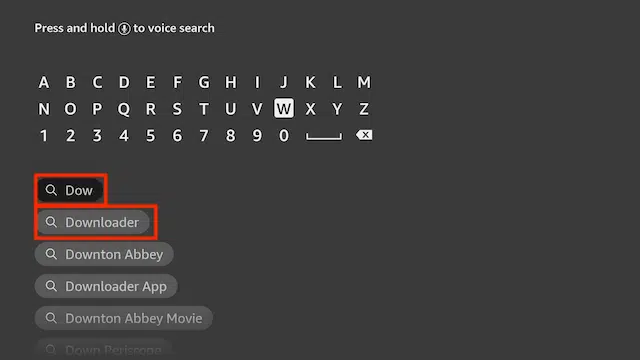 Press and hold to voice search
A B C D E F G H I J K L M
N O P Q R S T U V W X Y Z
1 2 3 4 5 6 7 8 9 0
Dow
Downloader
Downton Abbey
Downloader App
Downton Abbey Movie
Down